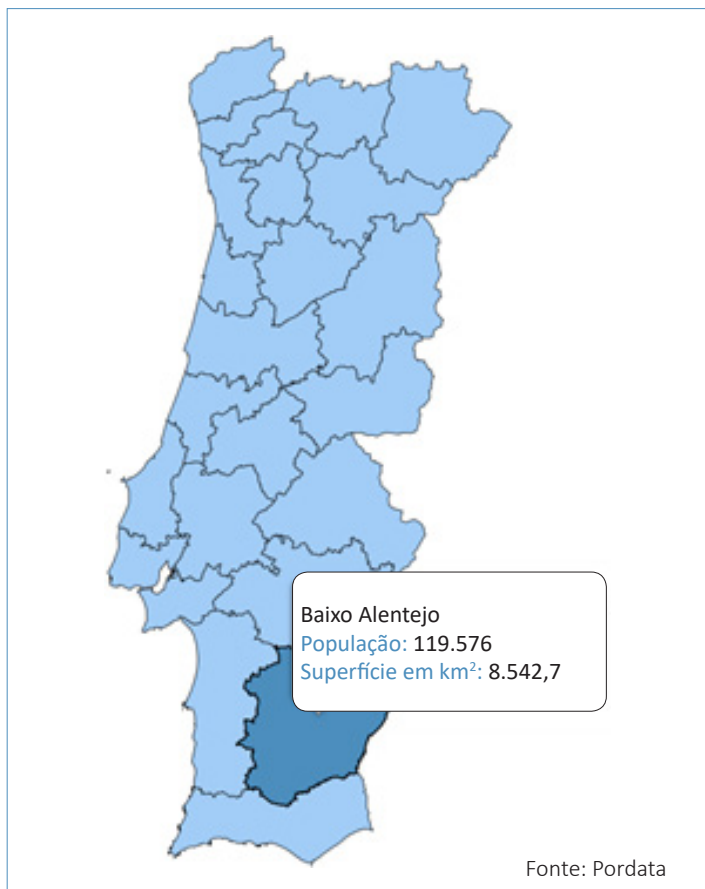 Baixo Alentejo
População: 119.576
Superfície em km²: 8.542,7
Fonte: Pordata